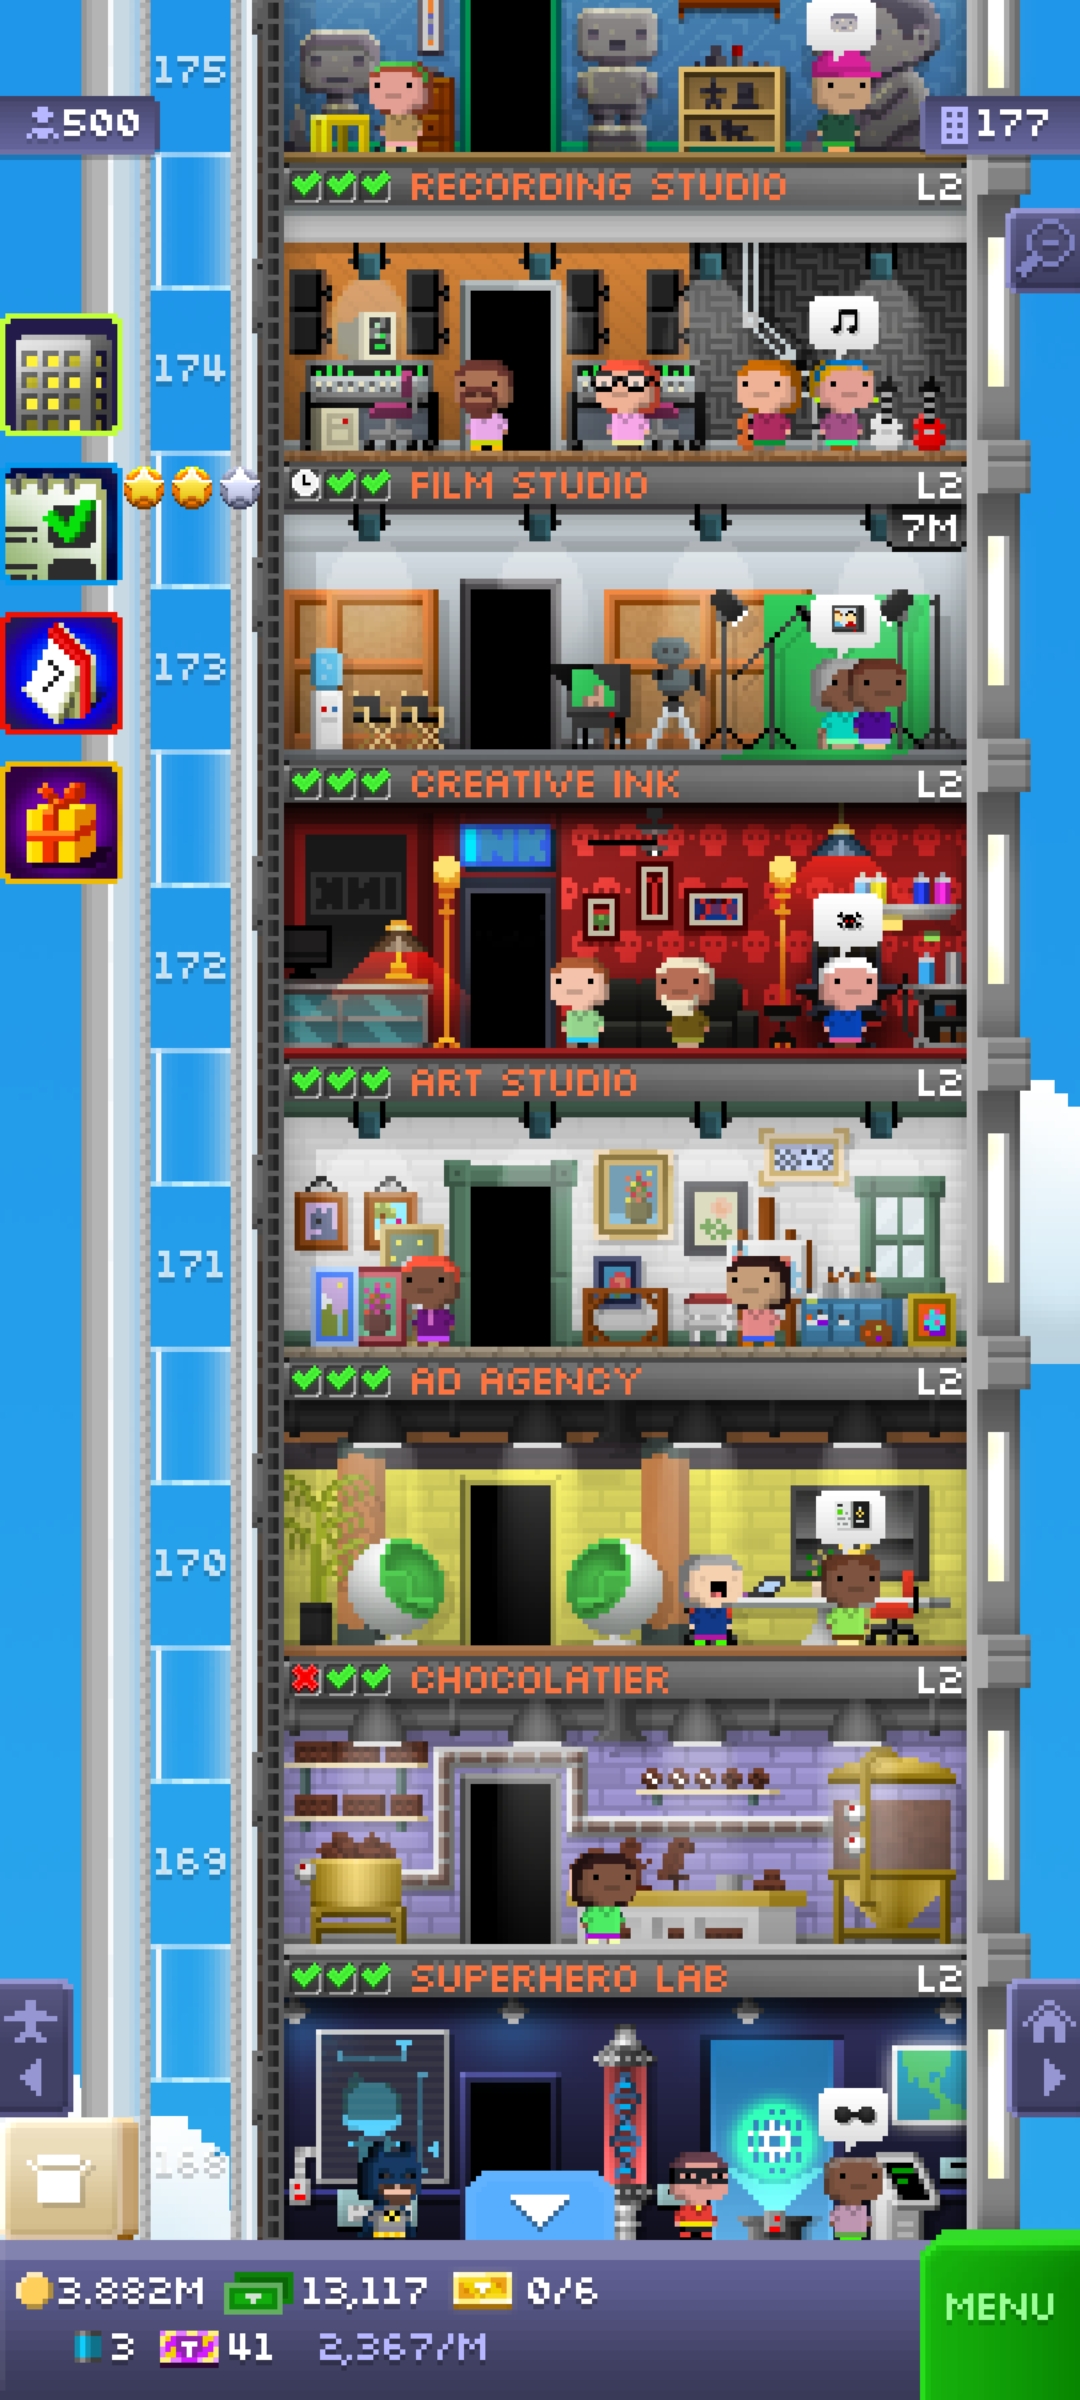 175
500
177
RECORDING STUDIO L2
174
FILM STUDIO L2
7M
173
CREATIVE INK L2
INK
172
ART STUDIO L2
171
AD AGENCY L2
170
CHOCOLATIER L2
169
SUPERHERO LAB L2
168
3.882M 13,117 0/6
MENU
3 41 2,367/M